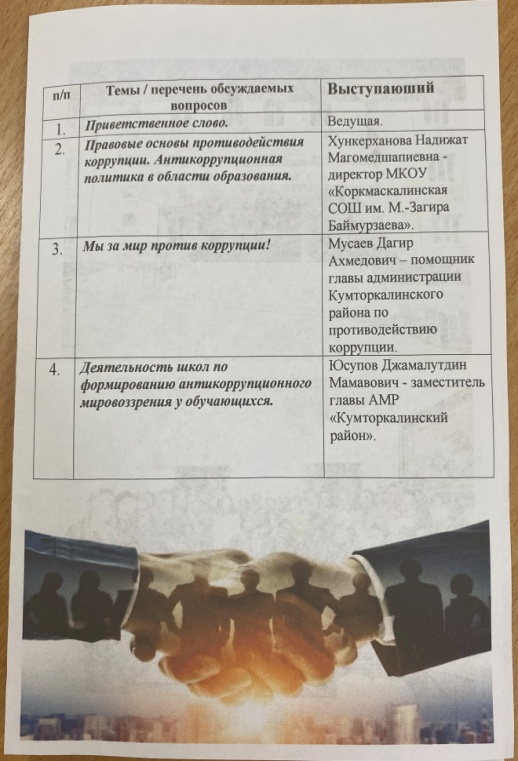 п/п
Темы / перечень обсуждаемых
вопросов
Выступаюший
1.
Приветственное слово.
Ведущая.
2.
Правовые основы противодействия
коррупции. Антикоррупционная
политика в области образования.
Хункерханова Надижат
Магомедшапиевна -
директор МКОУ
«Коркмаскалинская
СОШ им. М.-Загира
Баймурзаева».
3.
Мы за мир против коррупции!
Мусаев Дагир
Ахмедович – помощник
главы администрации
Кумторкалинского
района по
противодействию
коррупции.
4.
Деятельность школ по
формированию антикоррупционного
мировоззрения у обучающихся.
Юсупов Джамалутдин
Мамавович - заместитель
главы АМР
«Кумторкалинский
район».